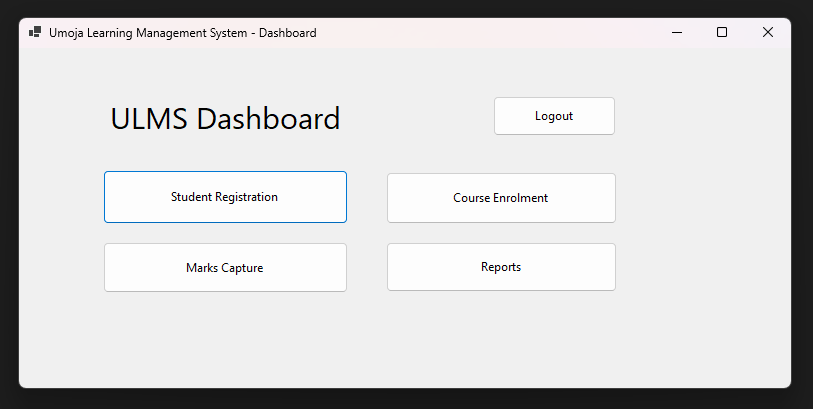 Umoja Learning Management System - Dashboard
ULMS Dashboard
Logout
Student Registration
Course Enrolment
Marks Capture
Reports